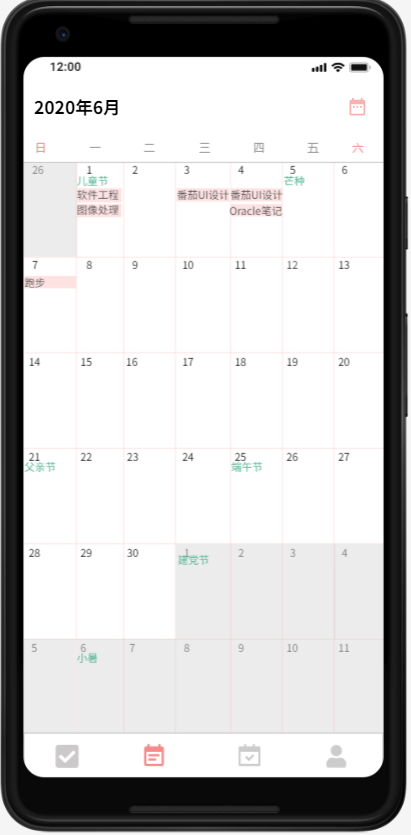 12:00
2020年6月
日 一 二 三 四 五 六
26 1 2 3 4 5 6
儿童节 芒种
软件工程 番茄UI设计 番茄UI设计
图像处理 Oracle笔记
7 8 9 10 11 12 13
跑步
14 15 16 17 18 19 20
21 22 23 24 25 26 27
父亲节 端午节
28 29 30 1 2 3 4
建党节
5 6 7 8 9 10 11
小暑